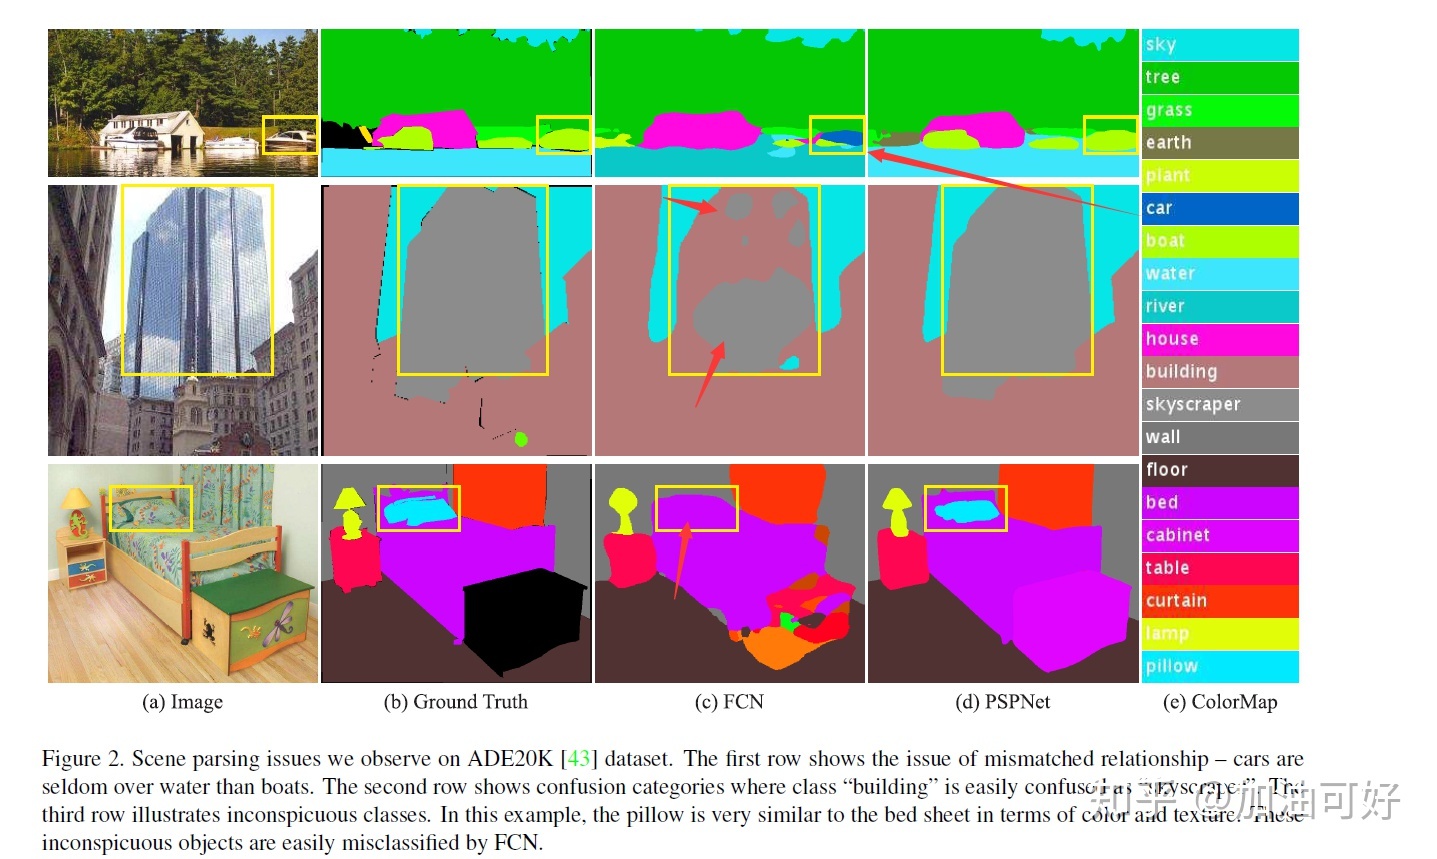 sky
tree
grass
earth
plant
car
boat
water
river
house
building
skyscraper
wall
floor
bed
cabinet
table
curtain
lamp
pillow
(a) Image (b) Ground Truth (c) FCN (d) PSPNet (e) ColorMap
Figure 2. Scene parsing issues we observe on ADE20K [43] dataset. The first row shows the issue of mismatched relationship – cars are
seldom over water than boats. The second row shows confusion categories where class “building” is easily confused as “skyscraper”. The
third row illustrates inconspicuous classes. In this example, the pillow is very similar to the bed sheet in terms of color and texture. These
inconspicuous objects are easily misclassified by FCN.
知乎 @加油可好